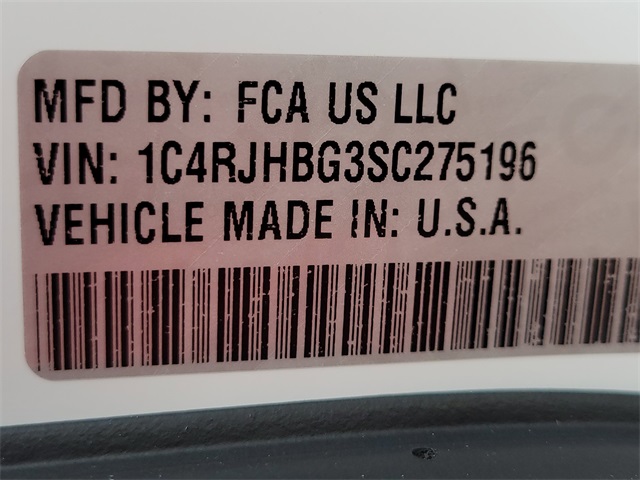 MFD BY: FCA US LLC
VIN: 1C4RJHBG3SC275196
VEHICLE MADE IN: U.S.A.